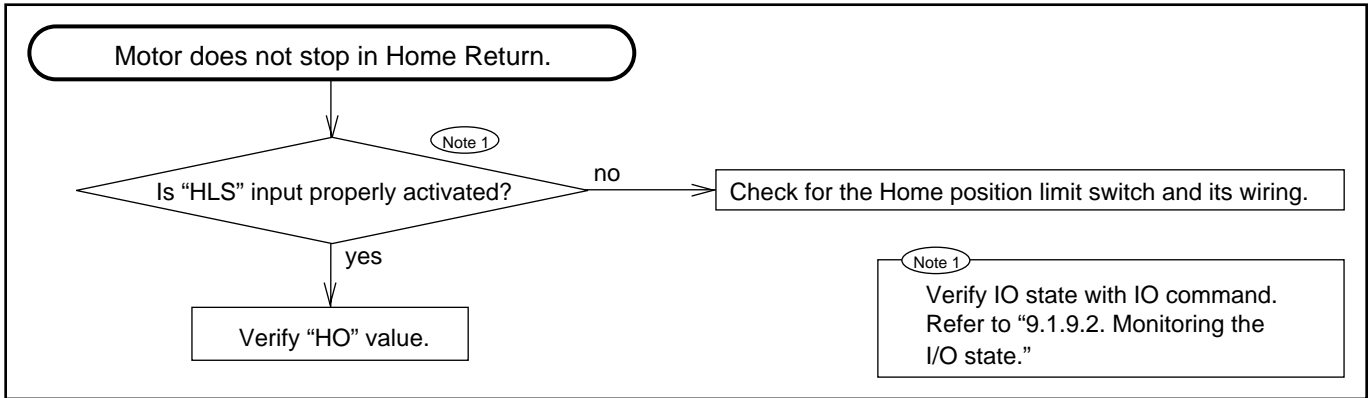 Motor does not stop in Home Return.
Note 1
Is “HLS” input properly activated?
no
Check for the Home position limit switch and its wiring.
yes
Verify “HO” value.
Note 1
Verify IO state with IO command.
Refer to “9.1.9.2. Monitoring the
I/O state.”